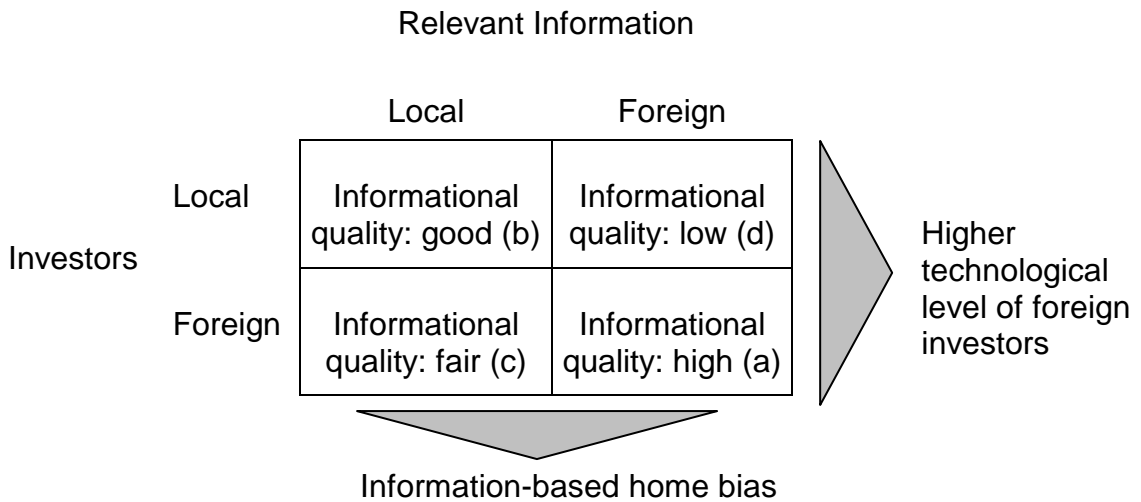 Relevant Information
Local Foreign
Local
Informational
quality: good (b)
Informational
quality: low (d)
Investors
Foreign
Informational
quality: fair (c)
Informational
quality: high (a)
Higher
technological
level of foreign
investors
Information-based home bias